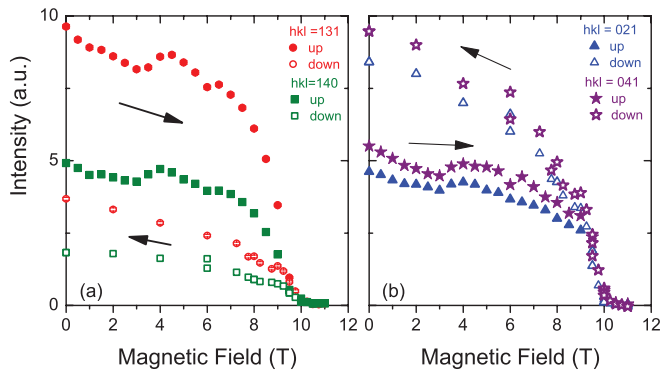 10
5
0
Intensity (a.u.)
hkl =131
up
down
hkl=140
up
down
(a)
0 2 4 6 8 10 12
Magnetic Field (T)
hkl = 021
up
down
hkl = 041
up
down
(b)
0 2 4 6 8 10 12
Magnetic Field (T)